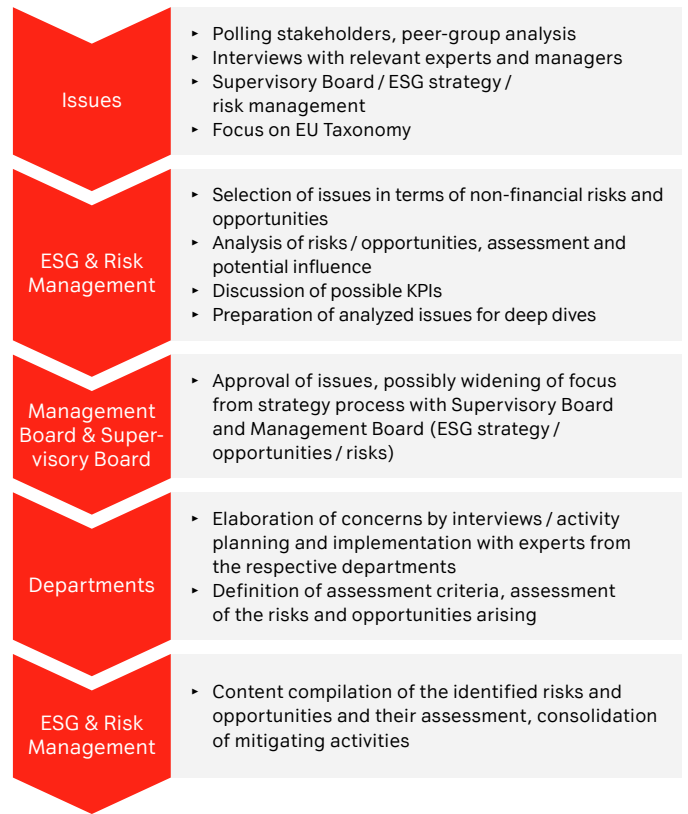 Issues
▸ Polling stakeholders, peer-group analysis
▸ Interviews with relevant experts and managers
▸ Supervisory Board / ESG strategy /
risk management
▸ Focus on EU Taxonomy
ESG & Risk
Management
▸ Selection of issues in terms of non-financial risks and
opportunities
▸ Analysis of risks / opportunities, assessment and
potential influence
▸ Discussion of possible KPIs
▸ Preparation of analyzed issues for deep dives
Management
Board & Super-
visory Board
▸ Approval of issues, possibly widening of focus
from strategy process with Supervisory Board
and Management Board (ESG strategy /
opportunities / risks)
Departments
▸ Elaboration of concerns by interviews / activity
planning and implementation with experts from
the respective departments
▸ Definition of assessment criteria, assessment
of the risks and opportunities arising
ESG & Risk
Management
▸ Content compilation of the identified risks and
opportunities and their assessment, consolidation
of mitigating activities